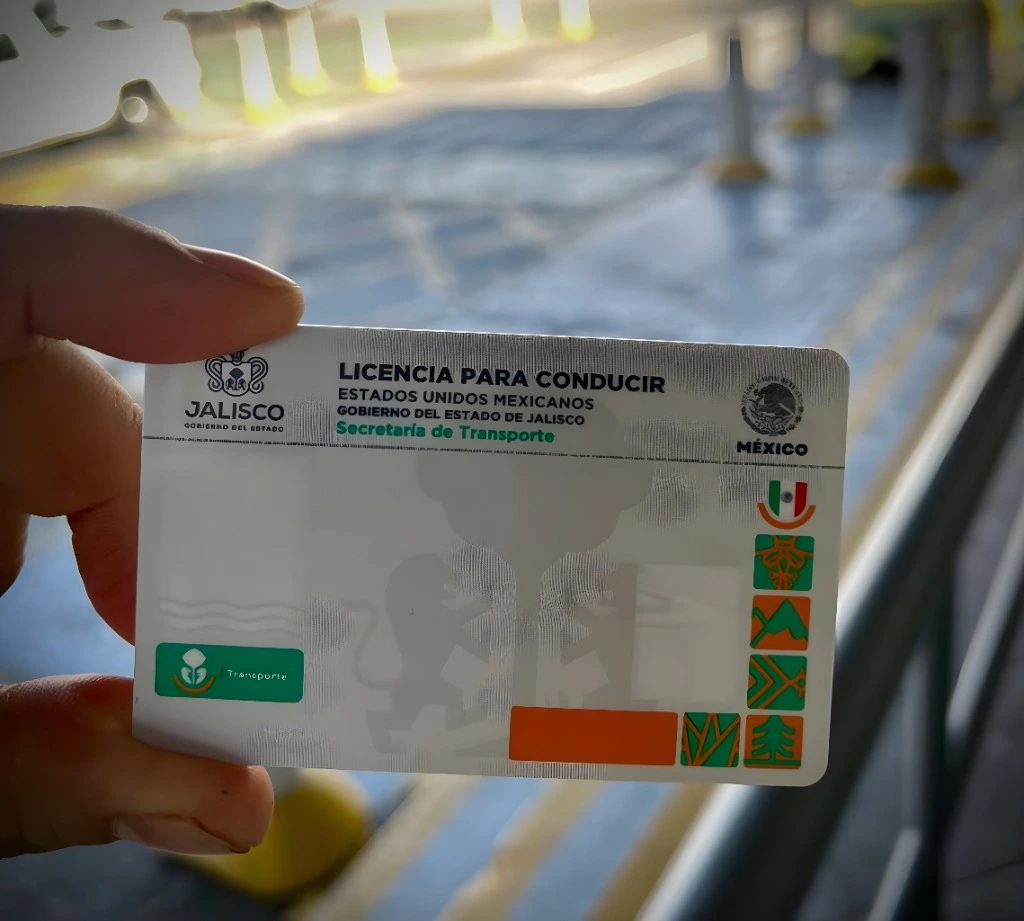 JALISCO
GOBIERNO DEL ESTADO
LICENCIA PARA CONDUCIR
ESTADOS UNIDOS MEXICANOS
GOBIERNO DEL ESTADO DE JALISCO
Secretaría de Transporte
MÉXICO
Transporte